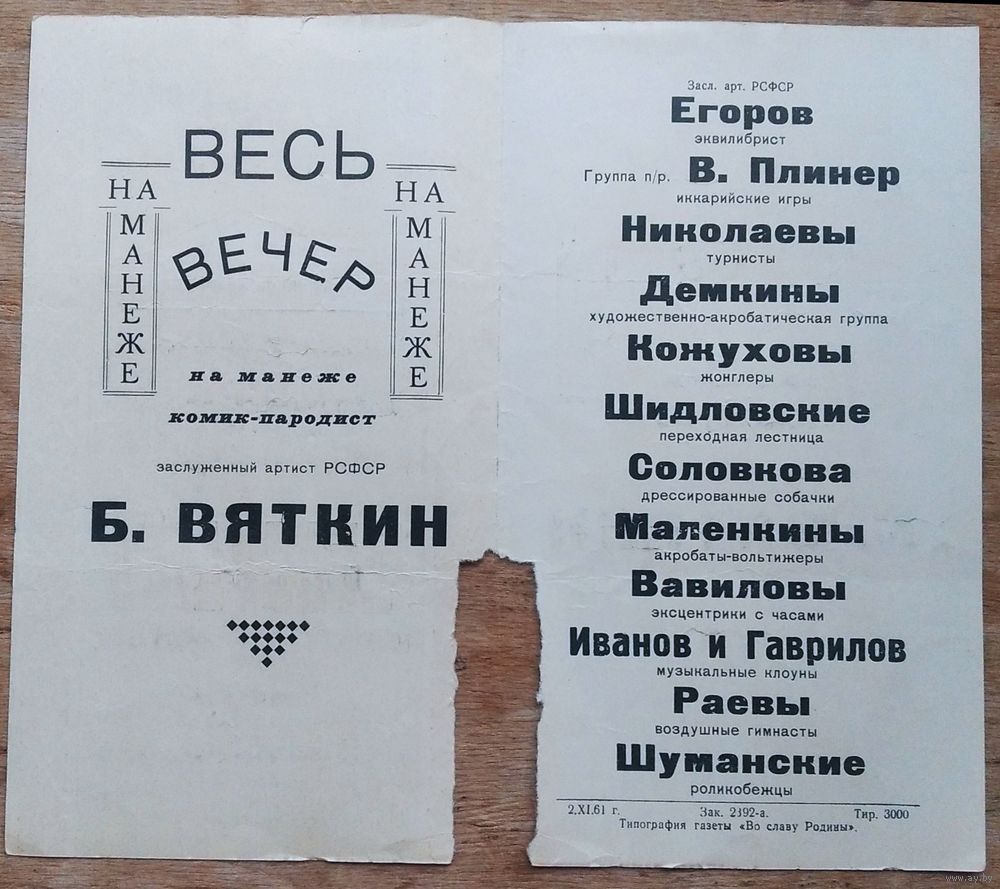 ВЕСЬ
НА
МАНЕЖЕ
ВЕЧЕР
НА
МАНЕЖЕ
на манеже
комик-пародист
заслуженный артист РСФСР
Б. ВЯТКИН
Засл. арт. РСФСР
Егоров
эквилибрист
Группа п/р. В. Плинер
иккарийские игры
Николаевы
турнисты
Демкины
художественно-акробатическая группа
Кожуховы
жонглеры
Шидловские
переходная лестница
Соловкова
дрессированные собачки
Маленкины
акробаты-вольтижеры
Вавиловы
эксцентрики с часами
Иванов и Гаврилов
музыкальные клоуны
Раевы
воздушные гимнасты
Шуманские
роликобежцы
2.XI.61 г. Зак. 2392-а. Тир. 3000
Типография газеты «Во славу Родины».
www.ay.by